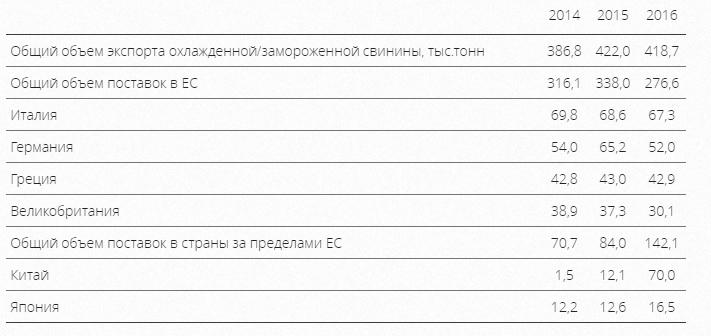 2014 2015 2016
Общий объем экспорта охлажденной/замороженной свинины, тыс.тонн 386,8 422,0 418,7
Общий объем поставок в ЕС 316,1 338,0 276,6
Италия 69,8 68,6 67,3
Германия 54,0 65,2 52,0
Греция 42,8 43,0 42,9
Великобритания 38,9 37,3 30,1
Общий объем поставок в страны за пределами ЕС 70,7 84,0 142,1
Китай 1,5 12,1 70,0
Япония 12,2 12,6 16,5